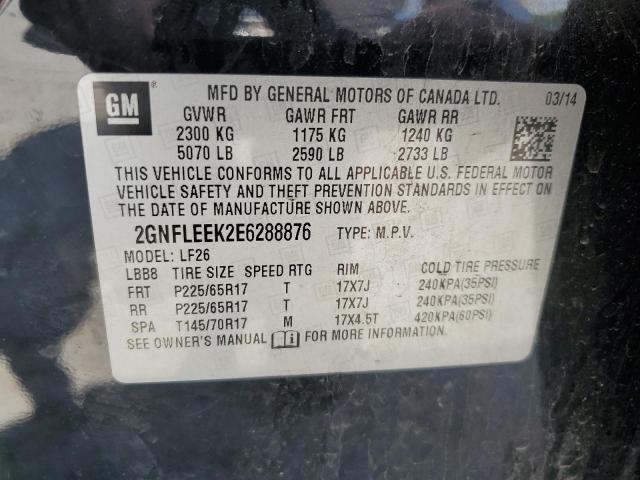 GM MFD BY GENERAL MOTORS OF CANADA LTD. 03/14
GVWR GAWR FRT GAWR RR
2300 KG 1175 KG 1240 KG
5070 LB 2590 LB 2733 LB
THIS VEHICLE CONFORMS TO ALL APPLICABLE U.S. FEDERAL MOTOR
VEHICLE SAFETY AND THEFT PREVENTION STANDARDS IN EFFECT ON
THE DATE OF MANUFACTURE SHOWN ABOVE.
2GNFLEEK2E6288876 TYPE: M.P.V.
MODEL: LF26
LBB8 TIRE SIZE SPEED RTG RIM COLD TIRE PRESSURE
FRT P225/65R17 T 17X7J 240KPA(35PSI)
RR P225/65R17 T 17X7J 240KPA(35PSI)
SPA T145/70R17 M 17X4.5T 420KPA(60PSI)
SEE OWNER'S MANUAL FOR MORE INFORMATION.